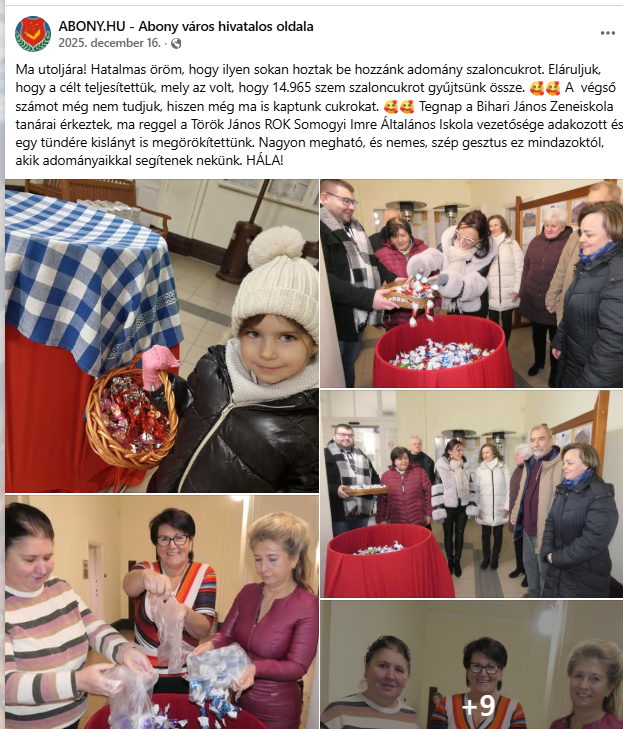 ABONY.HU - Abony város hivatalos oldala
2025. december 16. ·
Ma utoljára! Hatalmas öröm, hogy ilyen sokan hoztak be hozzánk adomány szaloncukrot. Eláruljuk,
hogy a célt teljesítettük, mely az volt, hogy 14.965 szem szaloncukrot gyűjtsünk össze. 🥰🥰 A végső
számot még nem tudjuk, hiszen még ma is kaptunk cukrokat. 🥰🥰 Tegnap a Bihari János Zeneiskola
tanárai érkeztek, ma reggel a Török János ROK Somogyi Imre Általános Iskola vezetősége adakozott és
egy tündére kislányt is megörökítettünk. Nagyon megható, és nemes, szép gesztus ez mindazoktól,
akik adományaikkal segítenek nekünk. HÁLA!
+9